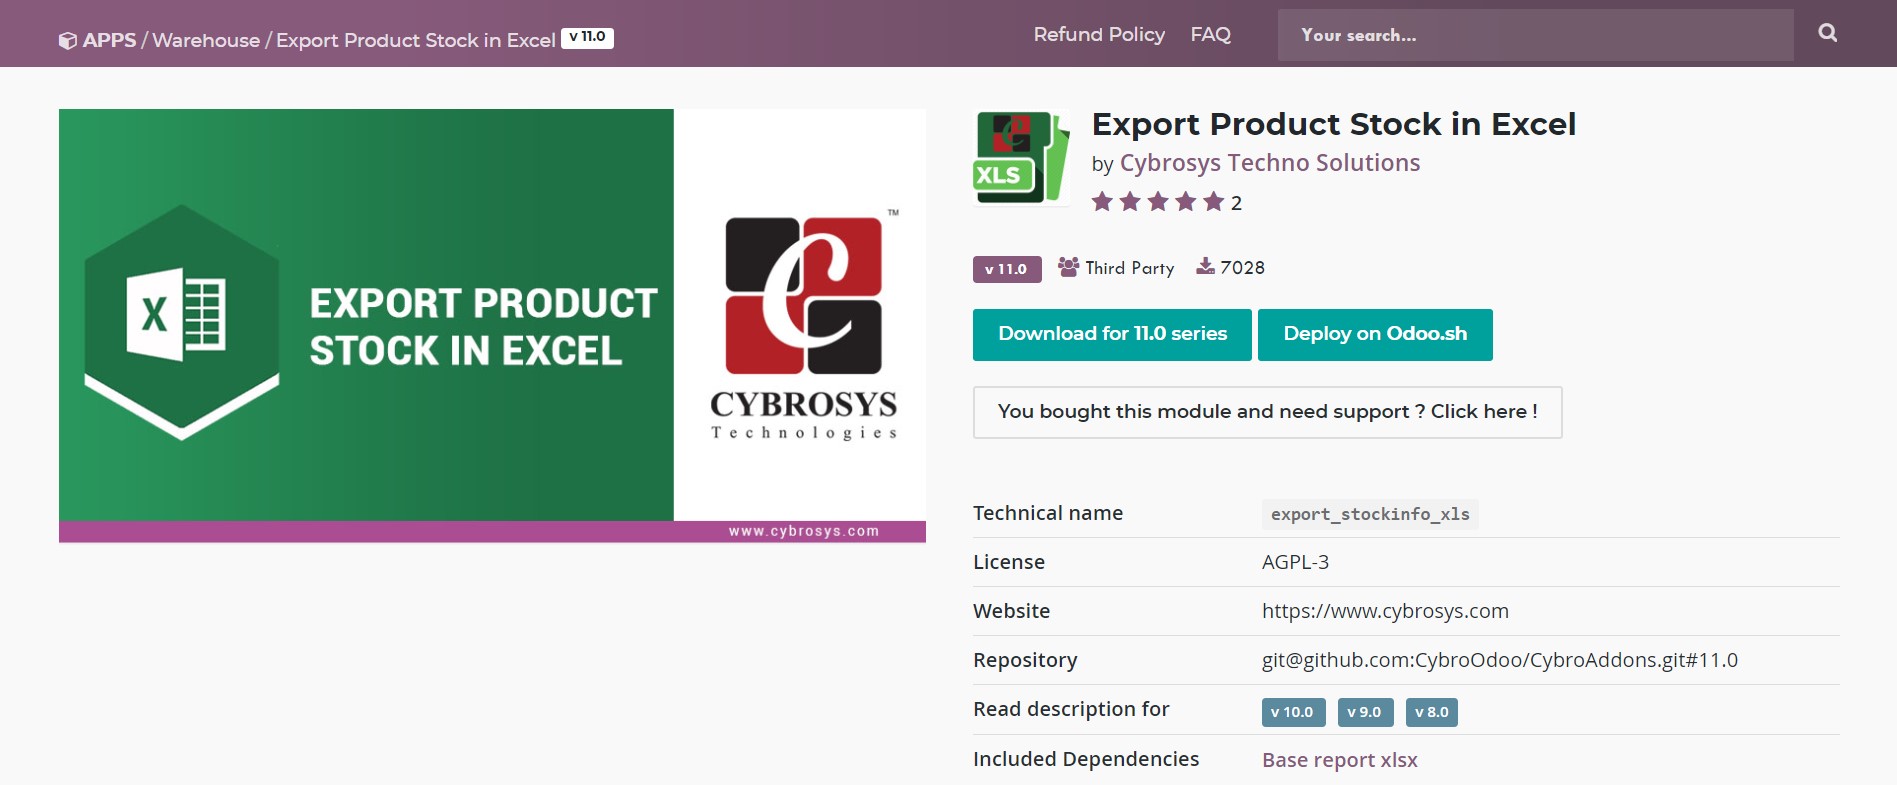 APPS / Warehouse / Export Product Stock in Excel v 11.0
Refund Policy FAQ Your search...
EXPORT PRODUCT
STOCK IN EXCEL
X
C
TM
CYBROSYS
Technologies
www.cybrosys.com
C
XLS
Export Product Stock in Excel
by Cybrosys Techno Solutions
2
v 11.0 Third Party 7028
Download for 11.0 series Deploy on Odoo.sh
You bought this module and need support ? Click here !
Technical name export_stockinfo_xls
License AGPL-3
Website https://www.cybrosys.com
Repository git@github.com:CybroOdoo/CybroAddons.git#11.0
Read description for v 10.0 v 9.0 v 8.0
Included Dependencies Base report xlsx